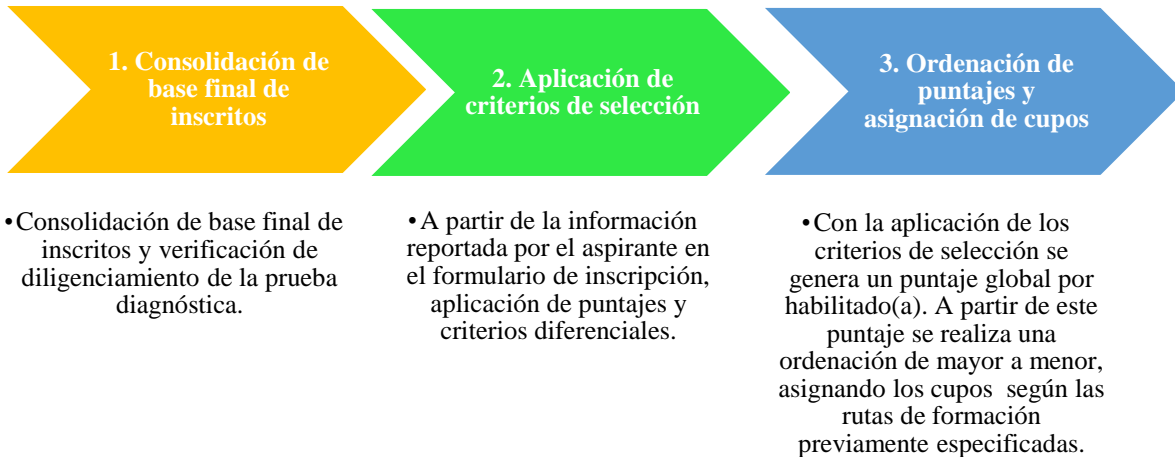 1. Consolidación de
base final de
inscritos
2. Aplicación de
criterios de selección
3. Ordenación de
puntajes y
asignación de cupos
•Consolidación de base final de
inscritos y verificación de
diligenciamiento de la prueba
diagnóstica.
•A partir de la información
reportada por el aspirante en
el formulario de inscripción,
aplicación de puntajes y
criterios diferenciales.
•Con la aplicación de los
criterios de selección se
genera un puntaje global por
habilitado(a). A partir de este
puntaje se realiza una
ordenación de mayor a menor,
asignando los cupos según las
rutas de formación
previamente especificadas.